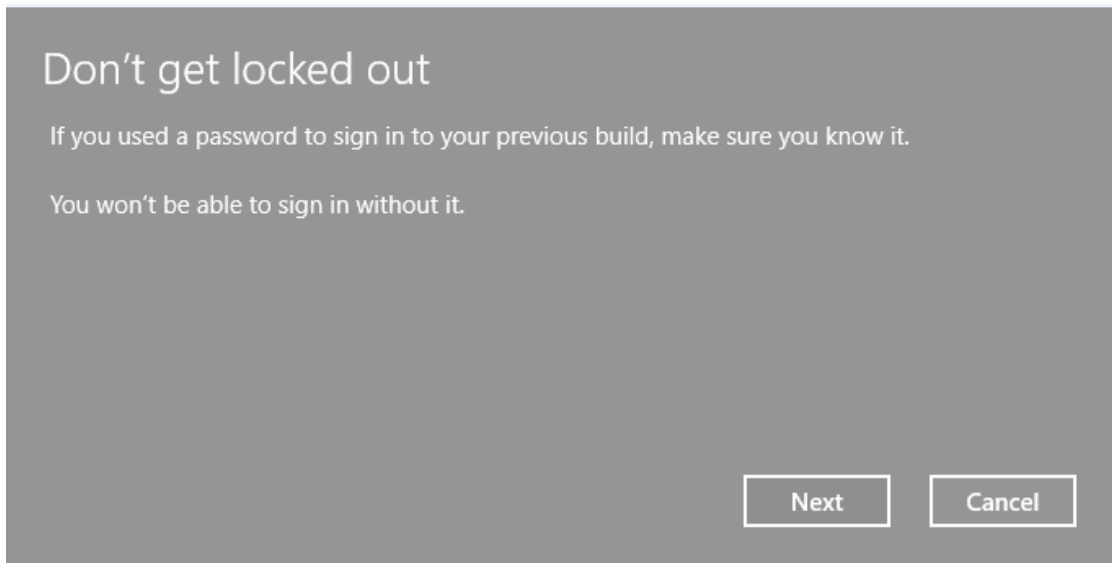 Don’t get locked out
If you used a password to sign in to your previous build, make sure you know it.
You won’t be able to sign in without it.
Next
Cancel